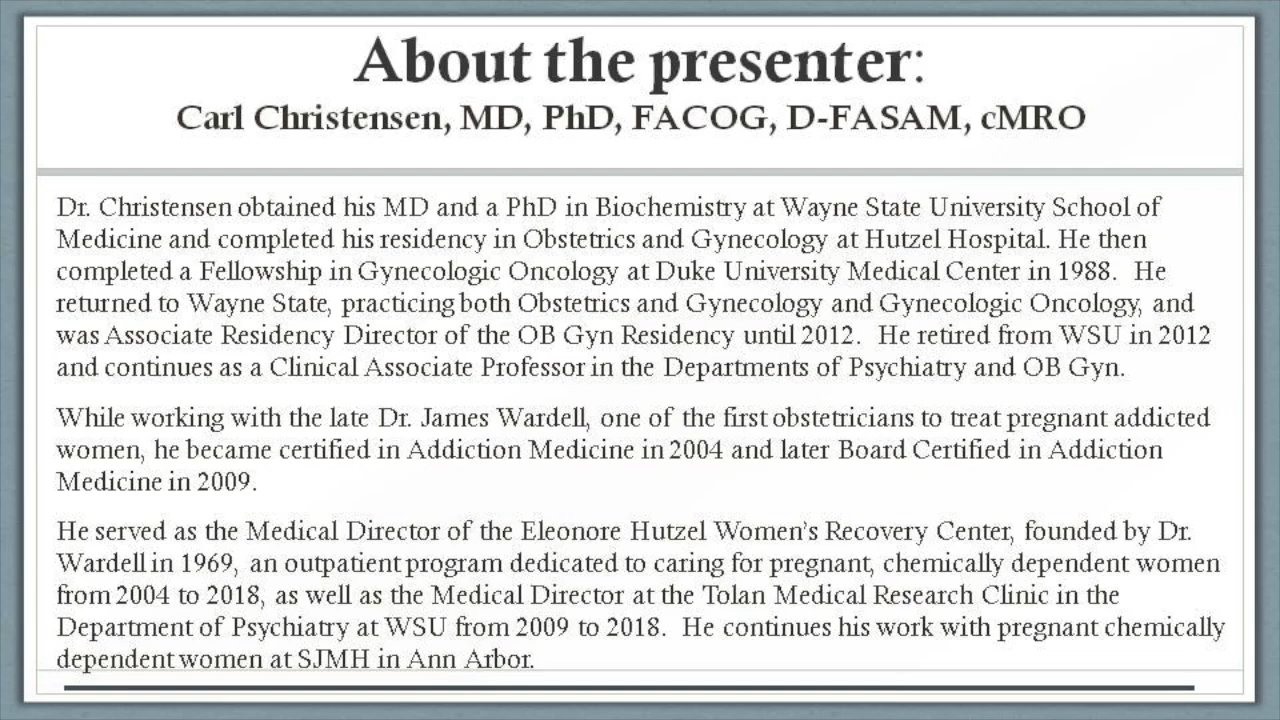 About the presenter:
Carl Christensen, MD, PhD, FACOG, D-FASAM, cMRO
Dr. Christensen obtained his MD and a PhD in Biochemistry at Wayne State University School of
Medicine and completed his residency in Obstetrics and Gynecology at Hutzel Hospital. He then
completed a Fellowship in Gynecologic Oncology at Duke University Medical Center in 1988. He
returned to Wayne State, practicing both Obstetrics and Gynecology and Gynecologic Oncology, and
was Associate Residency Director of the OB Gyn Residency until 2012. He retired from WSU in 2012
and continues as a Clinical Associate Professor in the Departments of Psychiatry and OB Gyn.
While working with the late Dr. James Wardell, one of the first obstetricians to treat pregnant addicted
women, he became certified in Addiction Medicine in 2004 and later Board Certified in Addiction
Medicine in 2009.
He served as the Medical Director of the Eleonore Hutzel Women's Recovery Center, founded by Dr.
Wardell in 1969, an outpatient program dedicated to caring for pregnant, chemically dependent women
from 2004 to 2018, as well as the Medical Director at the Tolan Medical Research Clinic in the
Department of Psychiatry at WSU from 2009 to 2018. He continues his work with pregnant chemically
dependent women at SJMH in Ann Arbor.